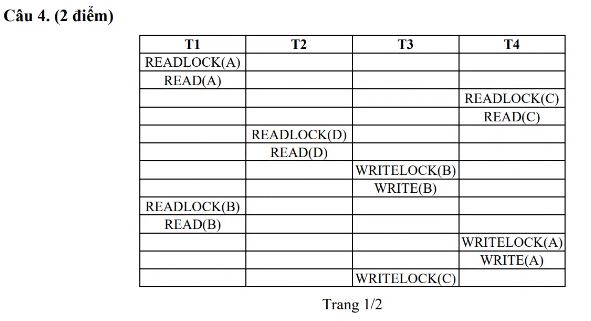 Câu 4. (2 điểm)
T1 T2 T3 T4
READLOCK(A)
READ(A)
READLOCK(C)
READ(C)
READLOCK(D)
READ(D)
WRITELOCK(B)
WRITE(B)
READLOCK(B)
READ(B)
WRITELOCK(A)
WRITE(A)
WRITELOCK(C)
Trang 1/2